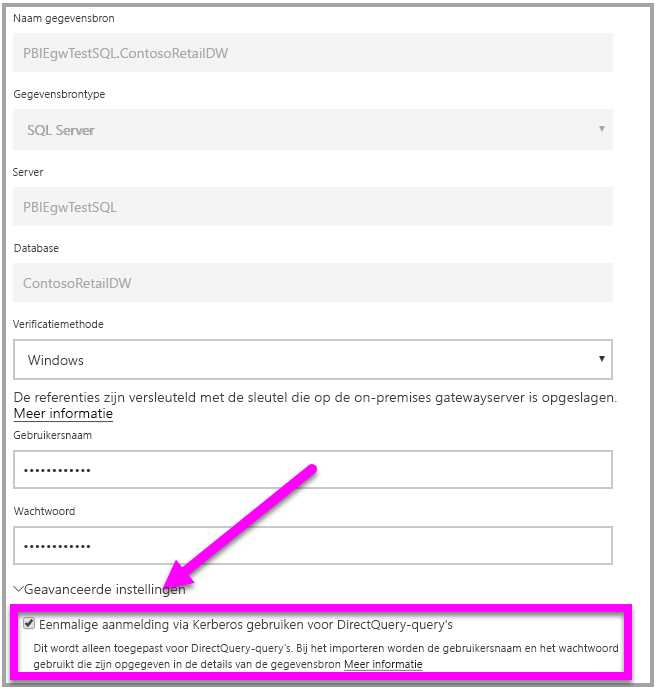 Naam gegevensbron
PBIEgwTestSQL.ContosoRetailDW
Gegevensbrontype
SQL Server
Server
PBIEgwTestSQL
Database
ContosoRetailDW
Verificatiemethode
Windows
De referenties zijn versleuteld met de sleutel die op de on-premises gatewayserver is opgeslagen.
Meer informatie
Gebruikersnaam
••••••••••••
Wachtwoord
••••••••••••
Geavanceerde instellingen
Eenmalige aanmelding via Kerberos gebruiken voor DirectQuery-query's
Dit wordt alleen toegepast voor DirectQuery-query's. Bij het importeren worden de gebruikersnaam en het wachtwoord
gebruikt die zijn opgegeven in de details van de gegevensbron Meer informatie